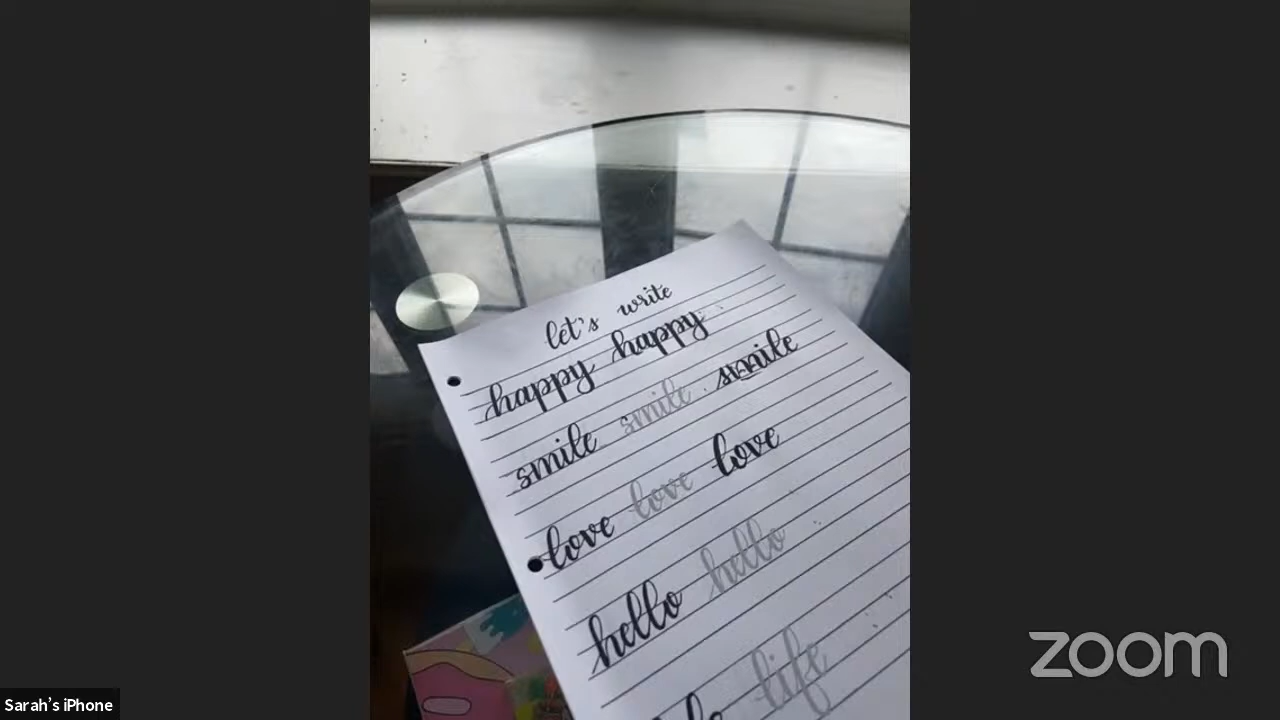 let's write
happy happy
smile smile smile
love love love
hello hello
life
Sarah's iPhone
zoom